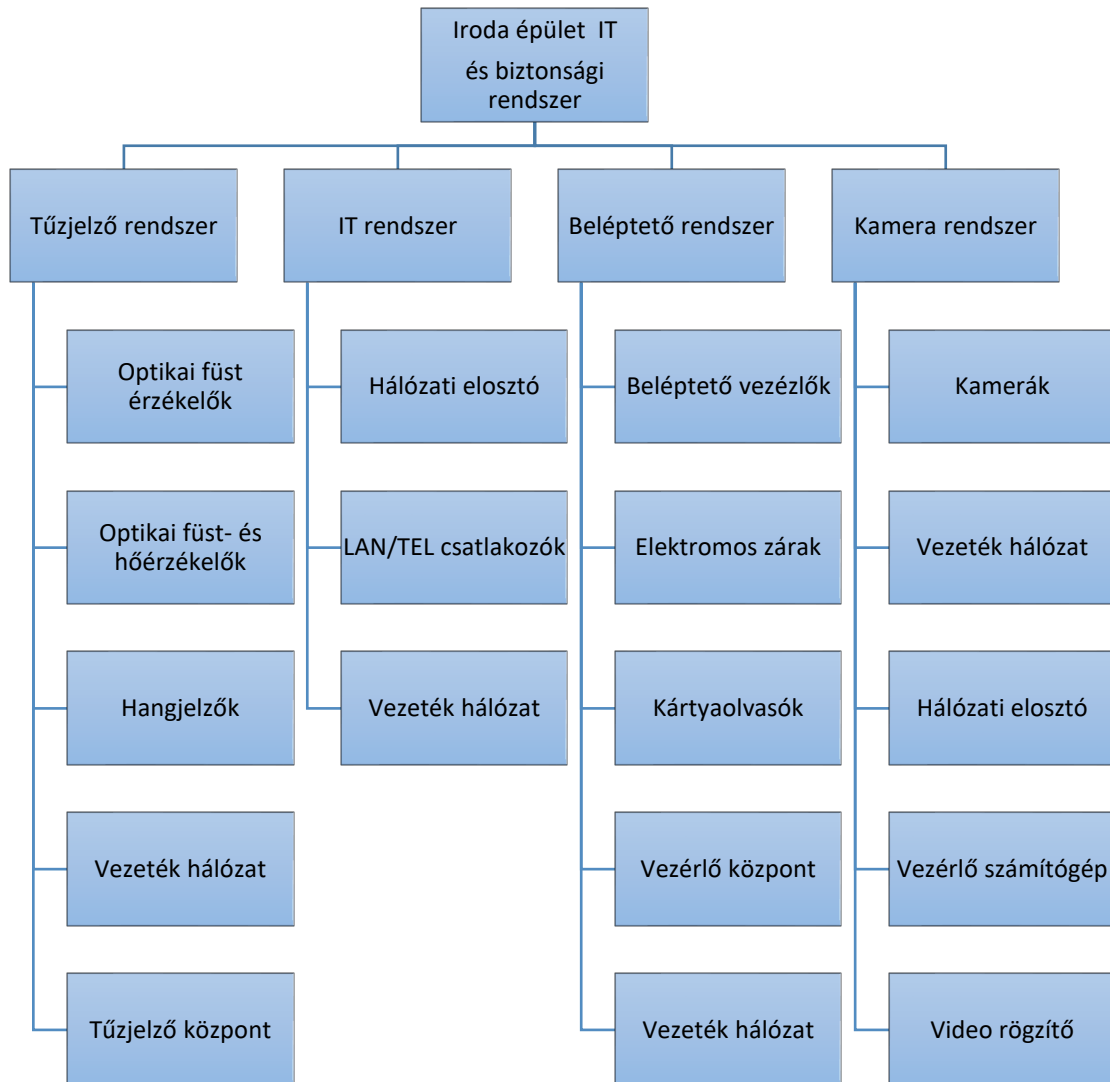 Iroda épület IT
és biztonsági
rendszer
Tűzjelző rendszer
IT rendszer
Beléptető rendszer
Kamera rendszer
Optikai füst
érzékelők
Optikai füst- és
hőérzékelők
Hangjelzők
Vezeték hálózat
Tűzjelző központ
Hálózati elosztó
LAN/TEL csatlakozók
Vezeték hálózat
Beléptető vezézlők
Elektromos zárak
Kártyaolvasók
Vezérlő központ
Vezeték hálózat
Kamerák
Vezeték hálózat
Hálózati elosztó
Vezérlő számítógép
Video rögzítő